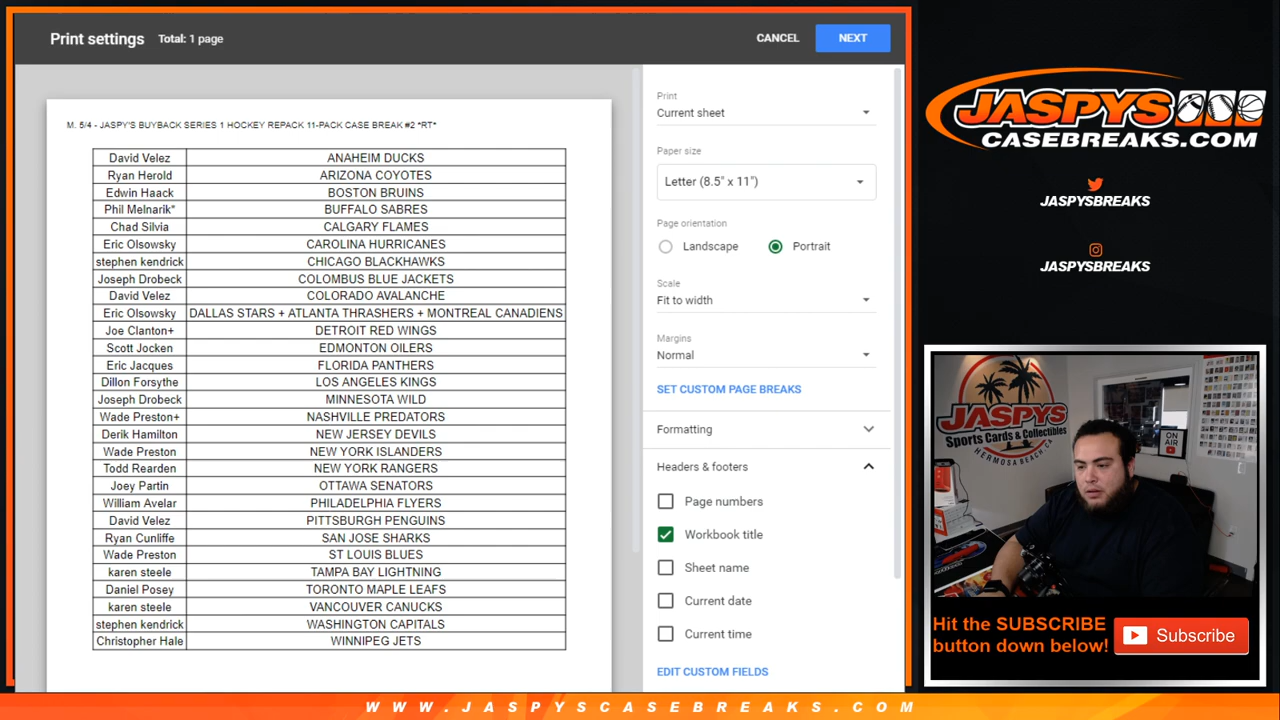 Print settings Total: 1 page CANCEL NEXT
M. 5/4 - JASPY'S BUYBACK SERIES 1 HOCKEY REPACK 11-PACK CASE BREAK #2 *RT*
David Velez ANAHEIM DUCKS
Ryan Herold ARIZONA COYOTES
Edwin Haack BOSTON BRUINS
Phil Melnarik* BUFFALO SABRES
Chad Silvia CALGARY FLAMES
Eric Olsowsky CAROLINA HURRICANES
stephen kendrick CHICAGO BLACKHAWKS
Joseph Drobeck COLOMBUS BLUE JACKETS
David Velez COLORADO AVALANCHE
Eric Olsowsky DALLAS STARS + ATLANTA THRASHERS + MONTREAL CANADIENS
Joe Clanton+ DETROIT RED WINGS
Scott Jocken EDMONTON OILERS
Eric Jacques FLORIDA PANTHERS
Dillon Forsythe LOS ANGELES KINGS
Joseph Drobeck MINNESOTA WILD
Wade Preston+ NASHVILLE PREDATORS
Derik Hamilton NEW JERSEY DEVILS
Wade Preston NEW YORK ISLANDERS
Todd Rearden NEW YORK RANGERS
Joey Partin OTTAWA SENATORS
William Avelar PHILADELPHIA FLYERS
David Velez PITTSBURGH PENGUINS
Ryan Cunliffe SAN JOSE SHARKS
Wade Preston ST LOUIS BLUES
karen steele TAMPA BAY LIGHTNING
Daniel Posey TORONTO MAPLE LEAFS
karen steele VANCOUVER CANUCKS
stephen kendrick WASHINGTON CAPITALS
Christopher Hale WINNIPEG JETS
Print
Current sheet
Paper size
Letter (8.5" x 11")
Page orientation
Landscape Portrait
Scale
Fit to width
Margins
Normal
SET CUSTOM PAGE BREAKS
Formatting
Headers & footers
Page numbers
Workbook title
Sheet name
Current date
Current time
EDIT CUSTOM FIELDS
JASPYS
CASEBREAKS.COM
JASPYSBREAKS
JASPYSBREAKS
JASPYS
Sports Cards & Collectibles
HERMOSA BEACH, CA
ON AIR
Hit the SUBSCRIBE
button down below!
Subscribe
WWW.JASPYSCASEBREAKS.COM